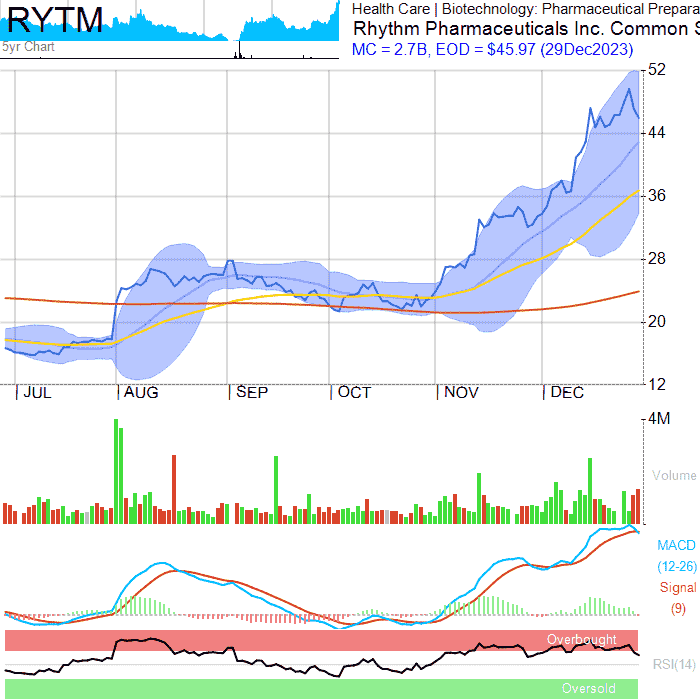 RYTM
5yr Chart
Health Care | Biotechnology: Pharmaceutical Prepara
Rhythm Pharmaceuticals Inc. Common S
MC = 2.7B, EOD = $45.97 (29Dec2023)
52
44
36
28
20
12
JUL AUG SEP OCT NOV DEC
4M
Volume
MACD
(12-26)
Signal
(9)
Overbought
RSI(14)
Oversold